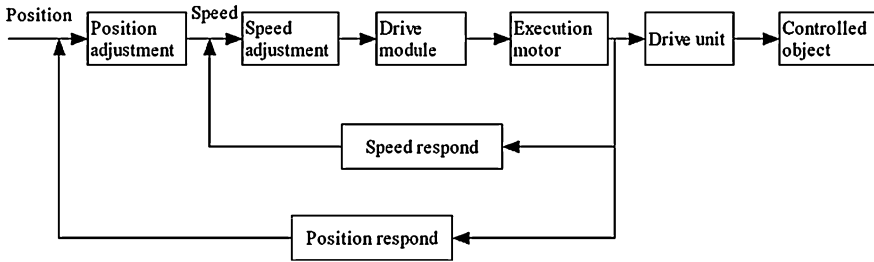 Position
Position
adjustment
Speed
Speed
adjustment
Drive
module
Execution
motor
Drive unit
Controlled
object
Speed respond
Position respond